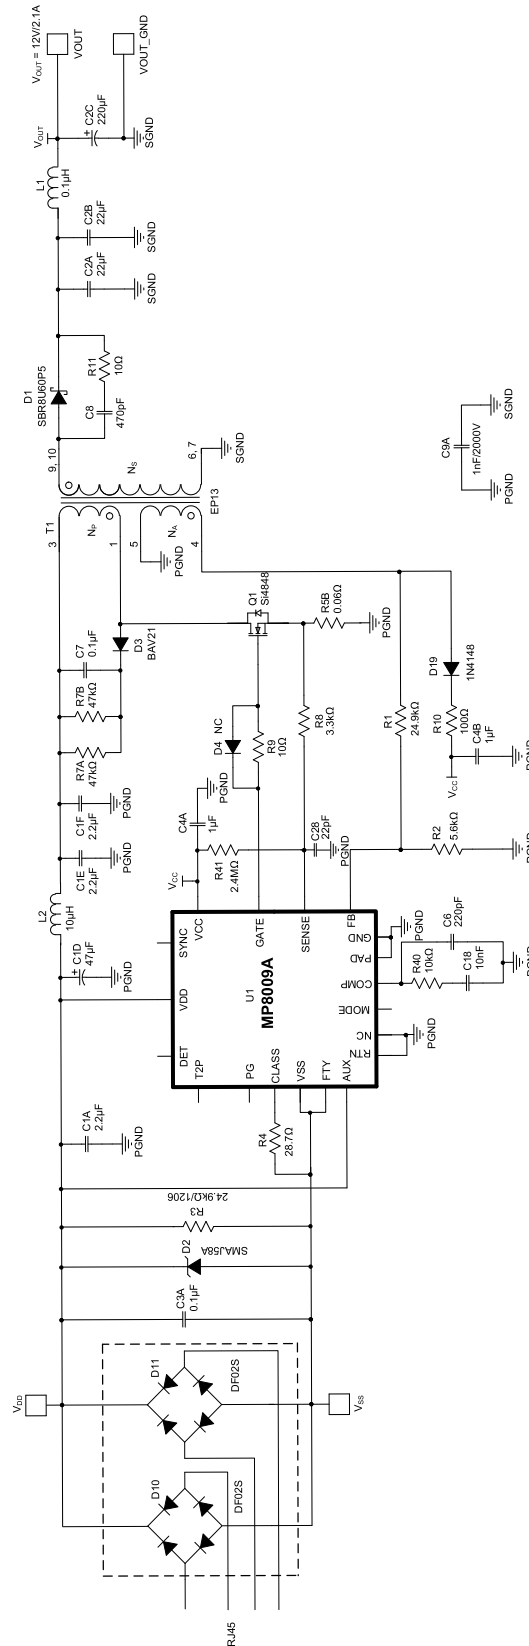 RJ45
D10
DF02S
D11
DF02S
VDD
VSS
C3A
0.1µF
D2
SMAJ58A
R3
24.9kΩ/1206
C1A
2.2µF
PGND
R4
28.7Ω
DET
VDD
SYNC
T2P
PG
CLASS
VSS
FTY
AUX
U1
MP8009A
VCC
GATE
SENSE
FB
RTN
NC
MODE
COMP
PAD
GND
PGND
PGND
C1D
47µF
PGND
L2
10µH
C1E
2.2µF
PGND
C1F
2.2µF
PGND
R7A
47kΩ
R7B
47kΩ
C7
0.1µF
D3
BAV21
VCC
C4A
1µF
PGND
R41
2.4MΩ
D4 NC
R9
10Ω
Q1
Si4848
C28
22pF
PGND
R8
3.3kΩ
R5B
0.06Ω
PGND
R40
10kΩ
C18
10nF
C6
220pF
PGND
R2
5.6kΩ
PGND
R1
24.9kΩ
VCC
C4B
1µF
PGND
R10
100Ω
D19
1N4148
T1
3
1
5
4
9, 10
6, 7
NP
NA
NS
EP13
PGND
SGND
D1
SBR8U60P5
C8
470pF
R11
10Ω
C2A
22µF
SGND
C2B
22µF
SGND
L1
0.1µH
VOUT
C2C
220µF
SGND
VOUT = 12V/2.1A
VOUT
VOUT_GND
C9A
1nF/2000V
PGND
SGND